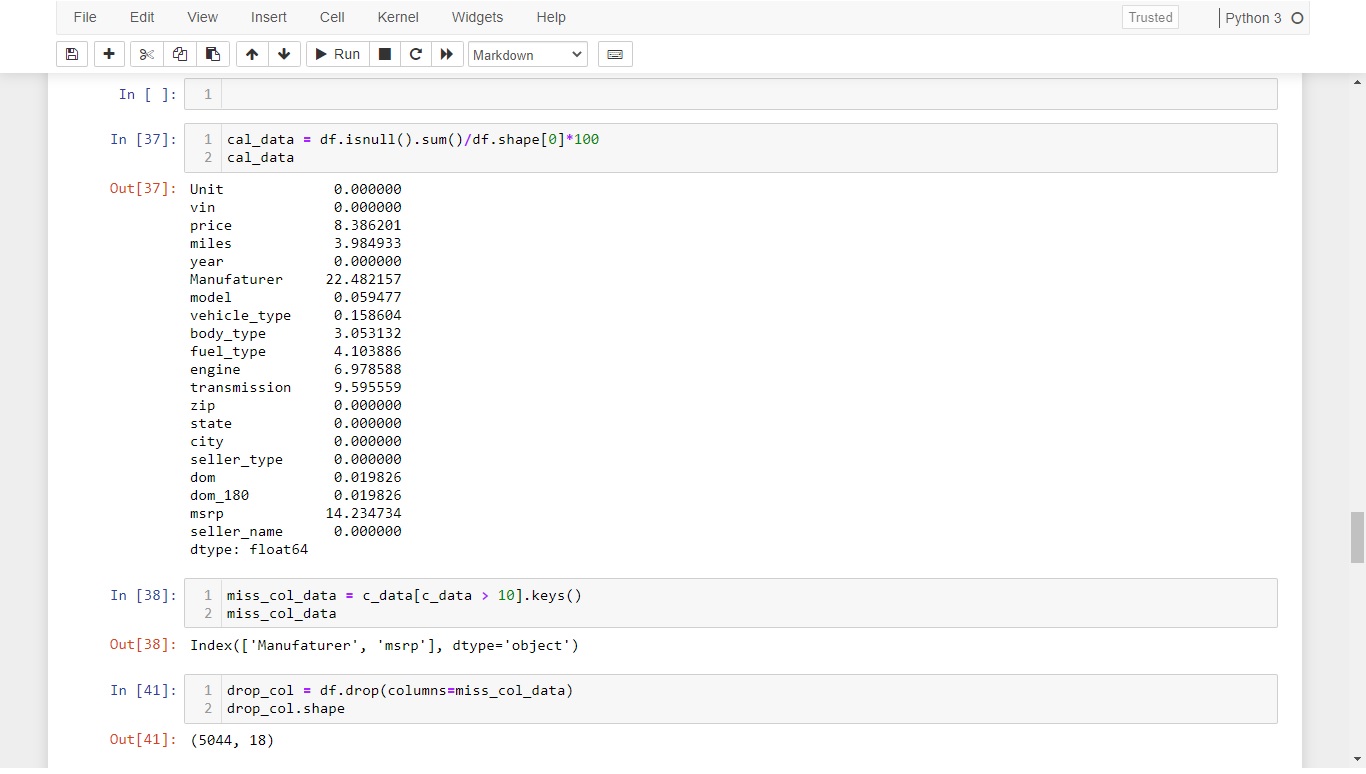 File Edit View Insert Cell Kernel Widgets Help Trusted Python 3
Run Markdown
In [ ]: 1
In [37]: 1 cal_data = df.isnull().sum()/df.shape[0]*100
2 cal_data
Out[37]: Unit 0.000000
vin 0.000000
price 8.386201
miles 3.984933
year 0.000000
Manufaturer 22.482157
model 0.059477
vehicle_type 0.158604
body_type 3.053132
fuel_type 4.103886
engine 6.978588
transmission 9.595559
zip 0.000000
state 0.000000
city 0.000000
seller_type 0.000000
dom 0.019826
dom_180 0.019826
msrp 14.234734
seller_name 0.000000
dtype: float64
In [38]: 1 miss_col_data = c_data[c_data > 10].keys()
2 miss_col_data
Out[38]: Index(['Manufaturer', 'msrp'], dtype='object')
In [41]: 1 drop_col = df.drop(columns=miss_col_data)
2 drop_col.shape
Out[41]: (5044, 18)